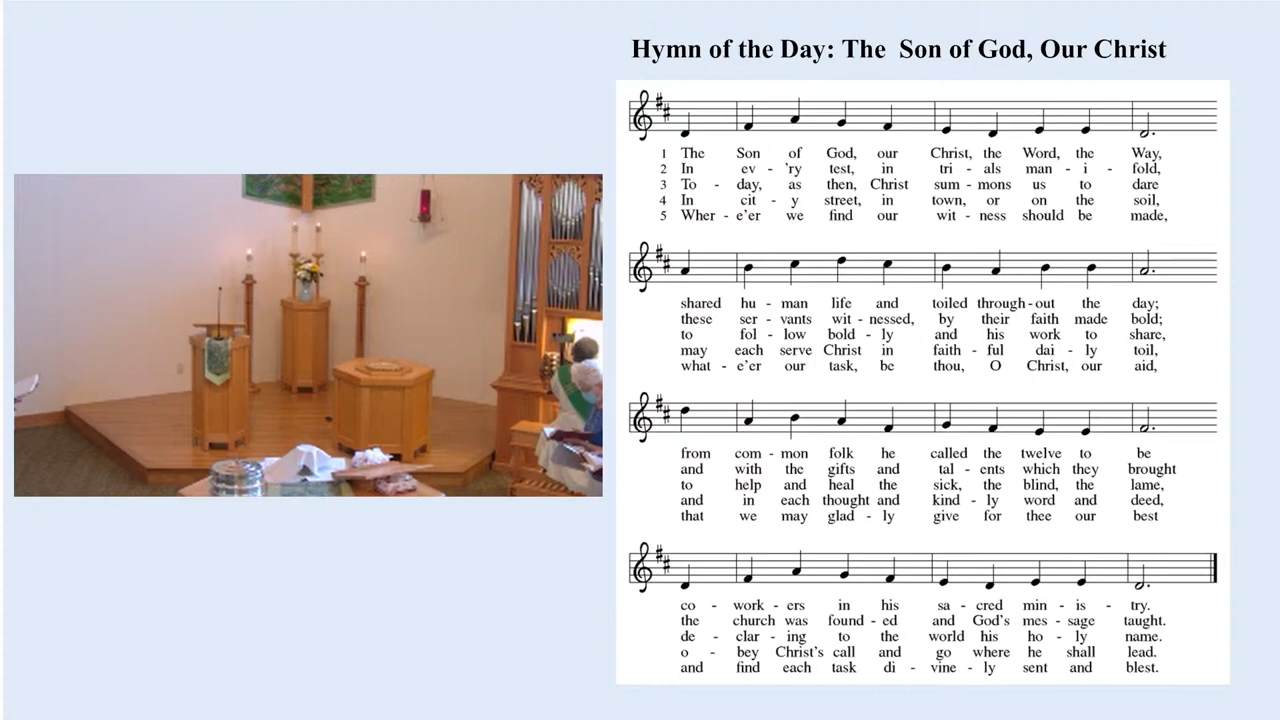 Hymn of the Day: The  Son of God, Our Christ
1 The Son of God, our Christ, the Word, the Way,
2 In ev - 'ry test, in tri - als man - i - fold,
3 To - day, as then, Christ sum - mons us to dare
4 In cit - y street, in town, or on the soil,
5 Wher - e'er we find our wit - ness should be made,
shared hu - man life and toiled through - out the day;
these ser - vants wit - nessed, by their faith made bold;
to fol - low bold - ly and his work to share,
may each serve Christ in faith - ful dai - ly toil,
what - e'er our task, be thou, O Christ, our aid,
from com - mon folk he called the twelve to be
and with the gifts and tal - ents which they brought
to help and heal the sick, the blind, the lame,
and in each thought and kind - ly word and deed,
that we may glad - ly give for thee our best
co - work - ers in his sa - cred min - is - try.
the church was found - ed and God's mes - sage taught.
de - clar - ing to the world his ho - ly name.
o - bey Christ's call and go where he shall lead.
and find each task di - vine - ly sent and blest.